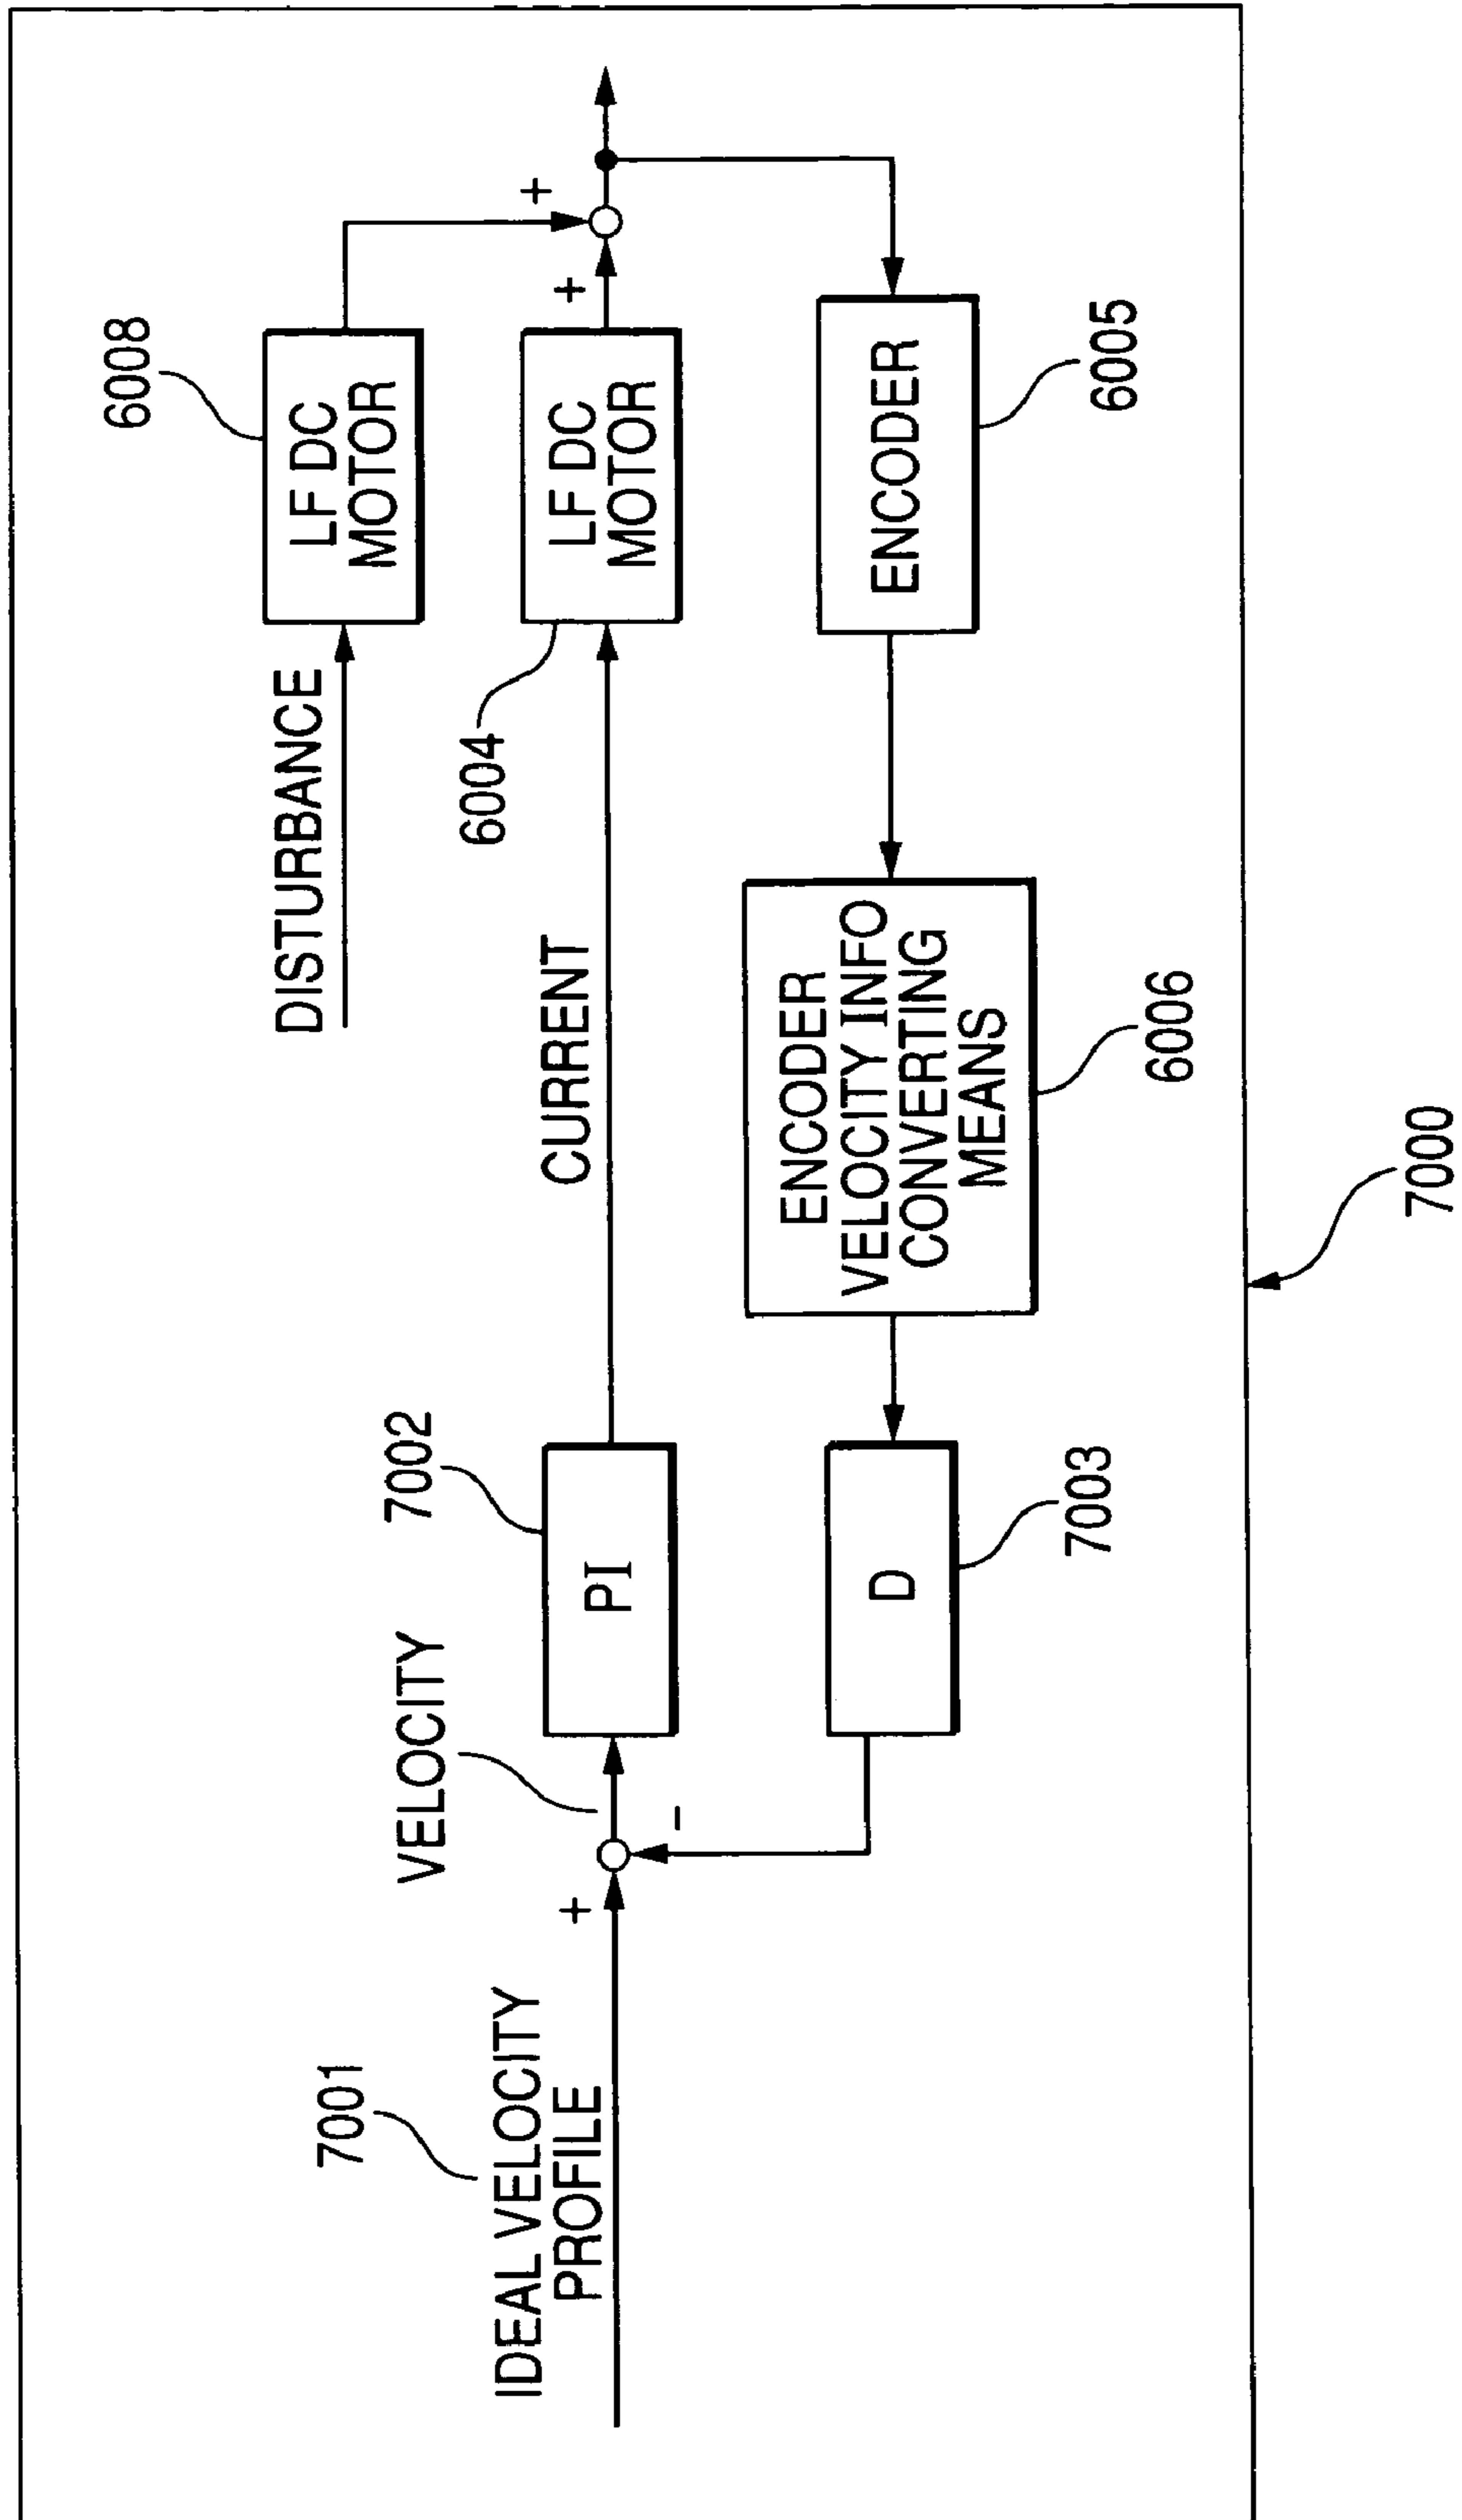 6008
DISTURBANCE
LF DC
MOTOR
+
7001
IDEAL VELOCITY
PROFILE
+
VELOCITY
7002
PI
CURRENT
6004
LF DC
MOTOR
+
-
D
7003
ENCODER
VELOCITY INFO
CONVERTING
MEANS
6006
ENCODER
6005
7000